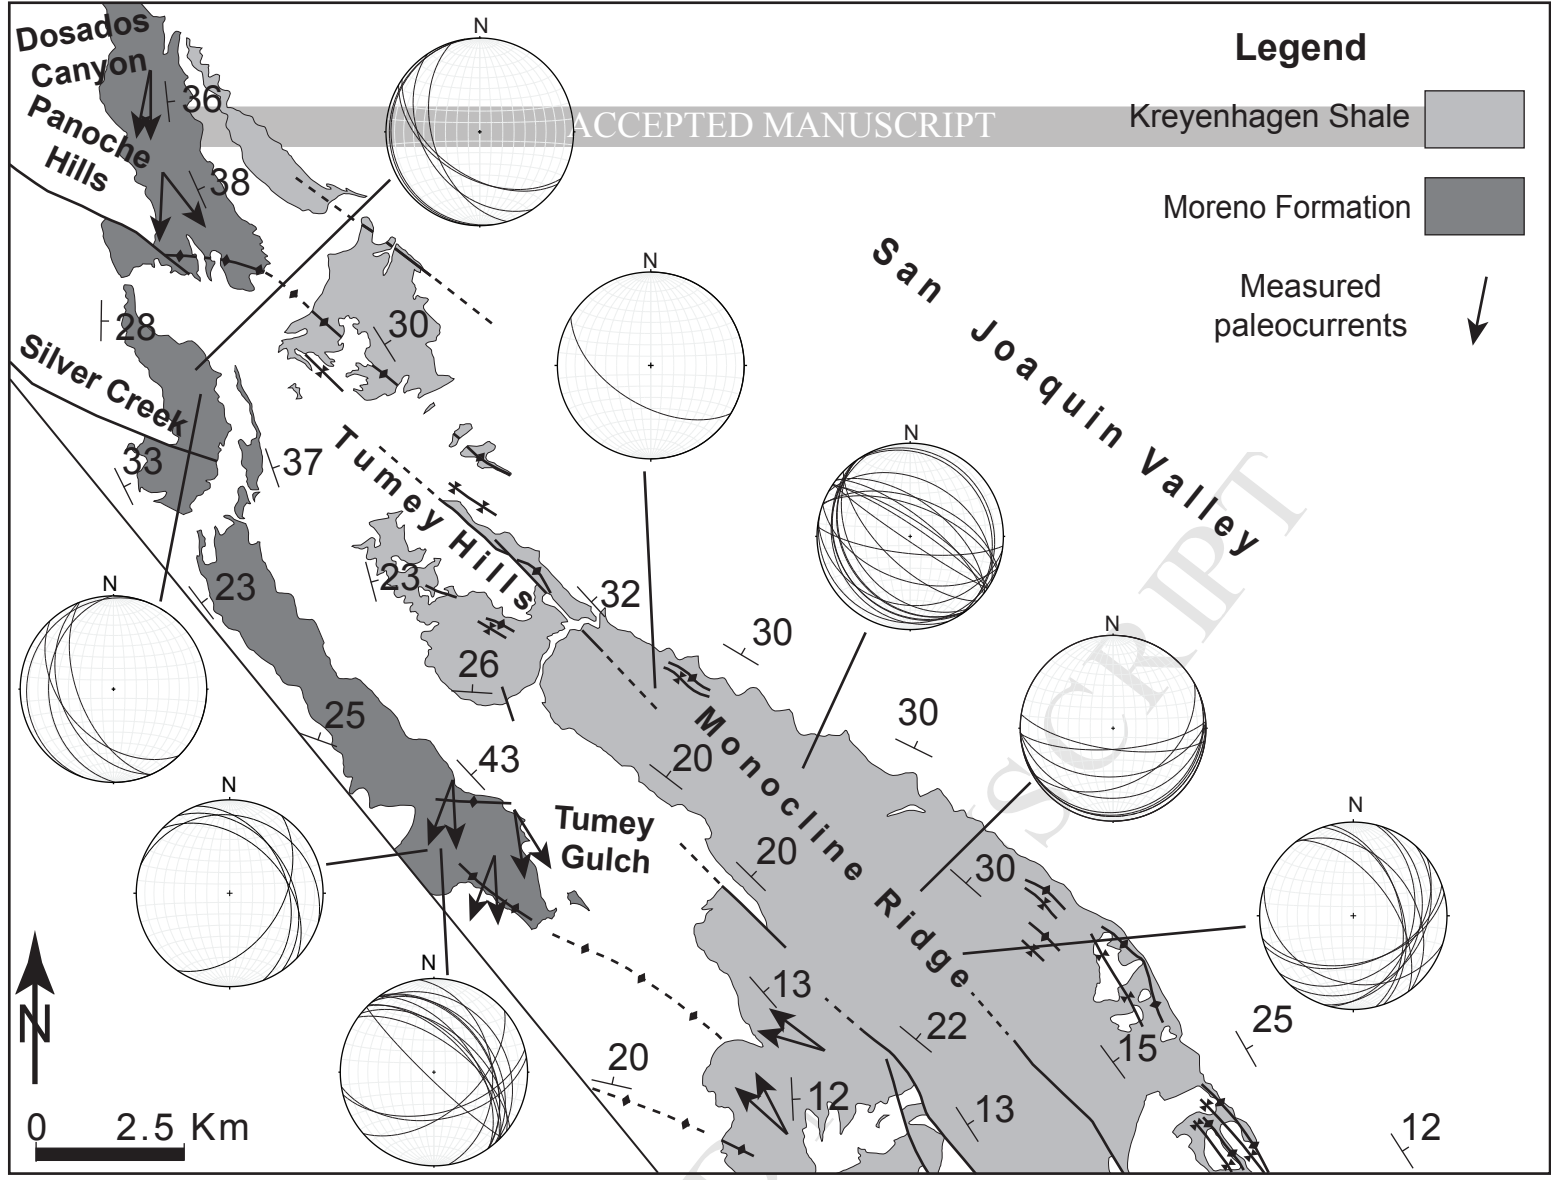 Dosados
Canyon
Panoche
Hills
36
38
N
ACCEPTED MANUSCRIPT
Legend
Kreyenhagen Shale
Moreno Formation
Measured
paleocurrents
San Joaquin Valley
28
30
Silver Creek
33
37
Tumey Hills
N
N
N
23
23
32
30
26
30
25
20
43
Monocline Ridge
N
N
Tumey
Gulch
20
30
N
N
13
22
25
15
20
12
13
12
N
0 2.5 Km
SCRIPT